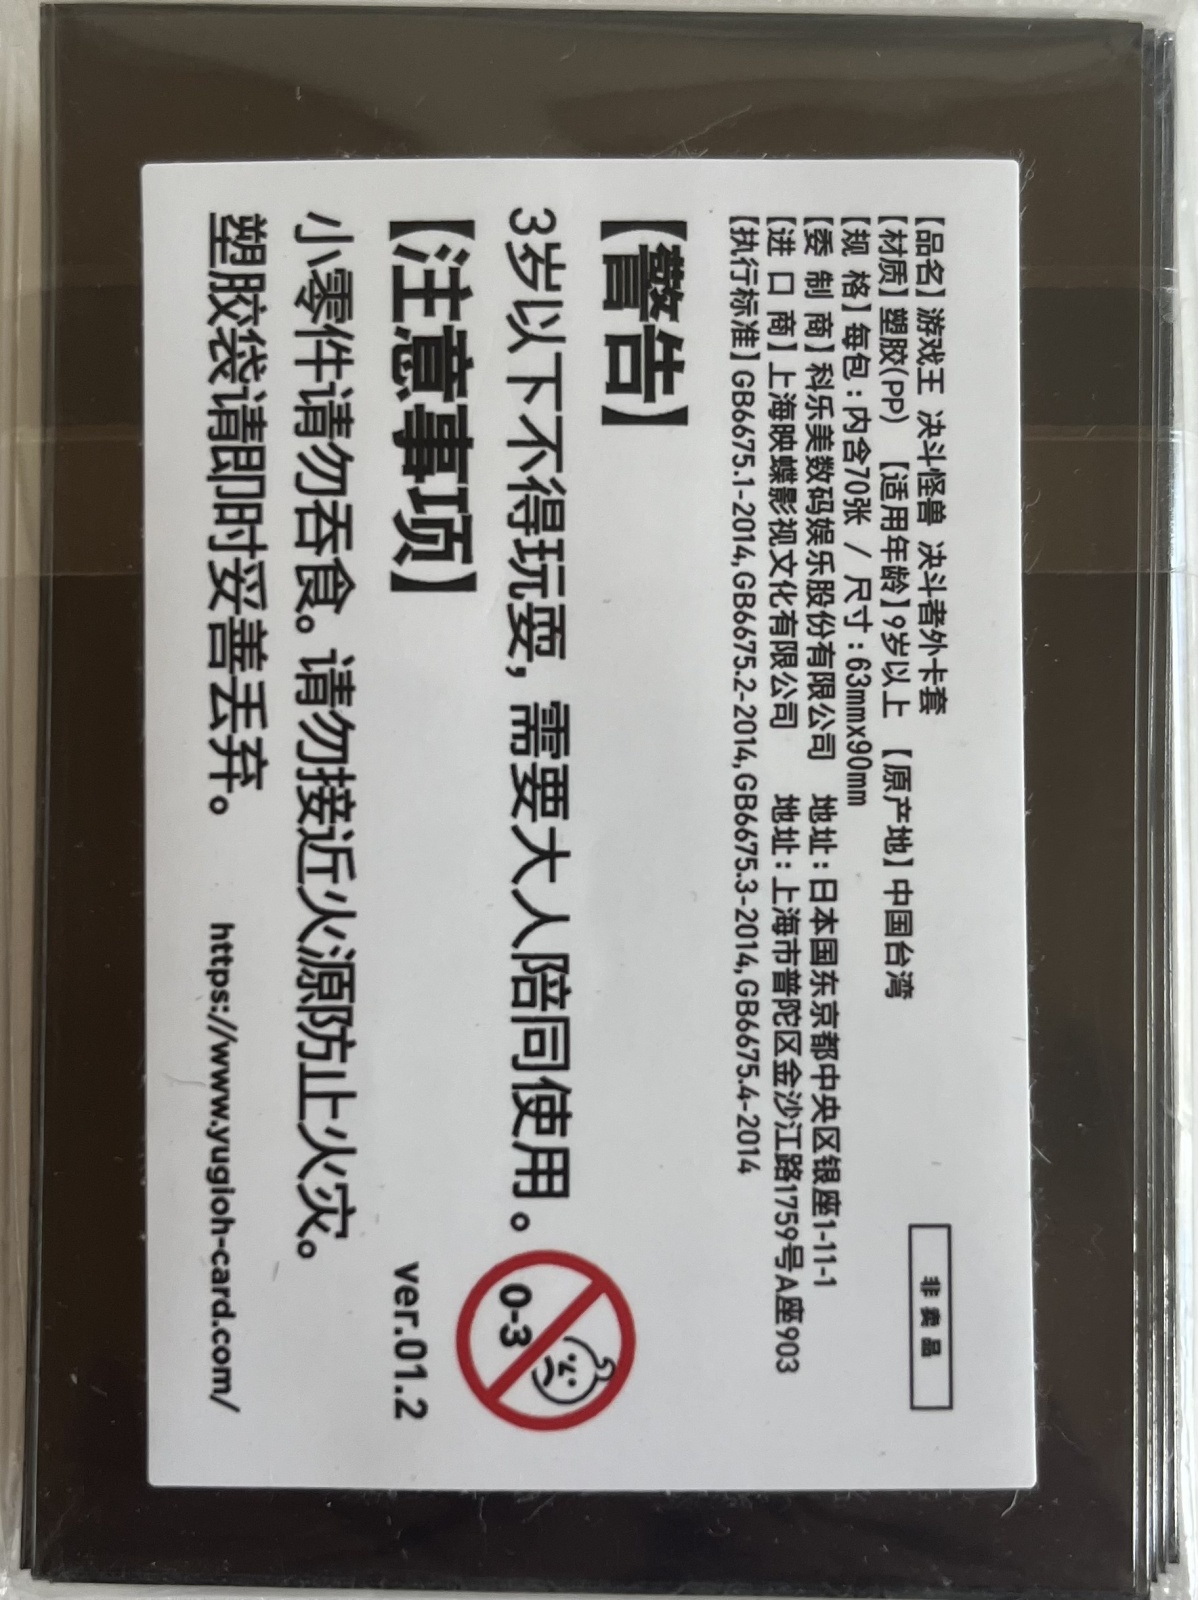 【品名】游戏王 决斗怪兽 决斗者外卡套
非卖品
【材质】塑胶(PP) 【适用年龄】9岁以上 【原产地】中国台湾
【规 格】每包:内含70张 / 尺寸:63mmx90mm
【委 制 商】科乐美数码娱乐股份有限公司 地址:日本国东京都中央区银座1-11-1
【进 口 商】上海映蝶影视文化有限公司 地址:上海市普陀区金沙江路1759号A座903
【执行标准】GB6675.1-2014,GB6675.2-2014,GB6675.3-2014,GB6675.4-2014
【警告】
3岁以下不得玩耍,需要大人陪同使用。
0-3
【注意事项】
ver.01.2
小零件请勿吞食。请勿接近火源防止火灾。
塑胶袋请即时妥善丢弃。 https://www.yugioh-card.com/